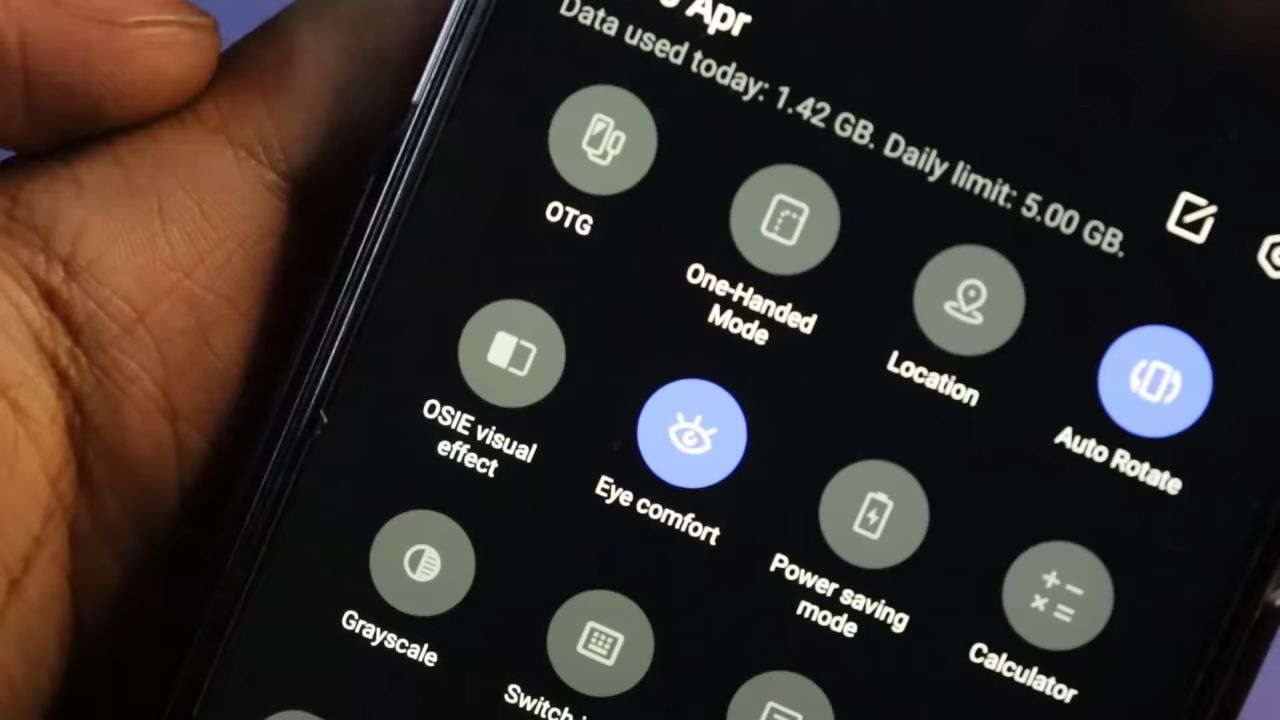 Apr
Data used today: 1.42 GB. Daily limit: 5.00 GB.
OTG
One-Handed
Mode
Location
Auto Rotate
OSIE visual
effect
Eye comfort
Power saving
mode
Calculator
Grayscale
Switch